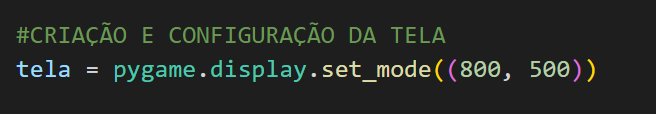 #CRIAÇÃO E CONFIGURAÇÃO DA TELA
tela = pygame.display.set_mode((800, 500))